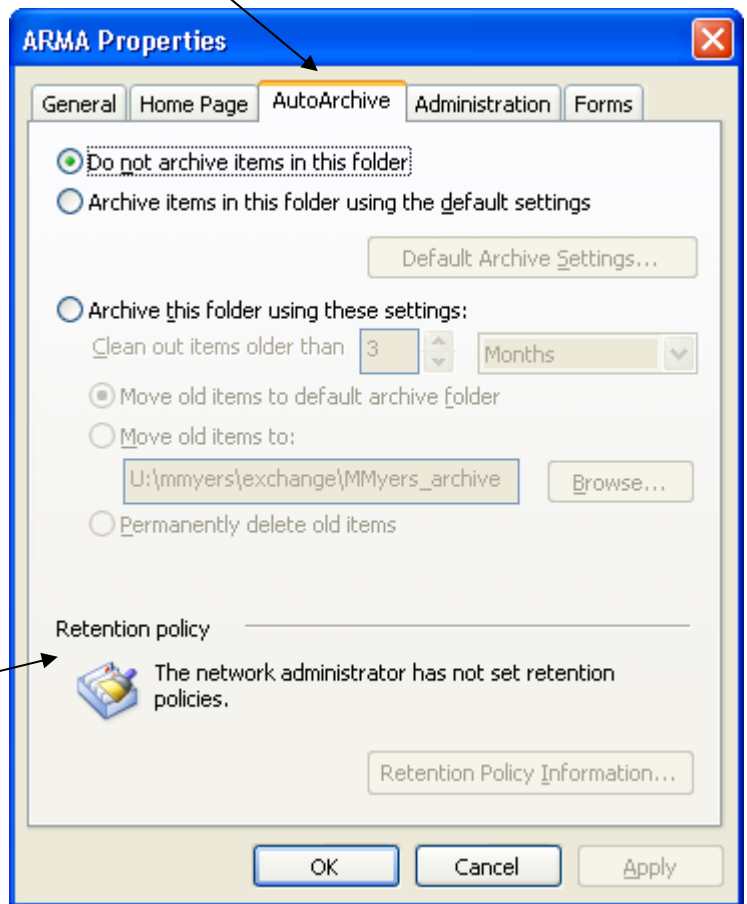 ARMA Properties
General Home Page AutoArchive Administration Forms
Do not archive items in this folder
Archive items in this folder using the default settings
Default Archive Settings...
Archive this folder using these settings:
Clean out items older than 3 Months
Move old items to default archive folder
Move old items to:
U:\mmyers\exchange\MMyers_archive Browse...
Permanently delete old items
Retention policy
The network administrator has not set retention
policies.
Retention Policy Information...
OK Cancel Apply